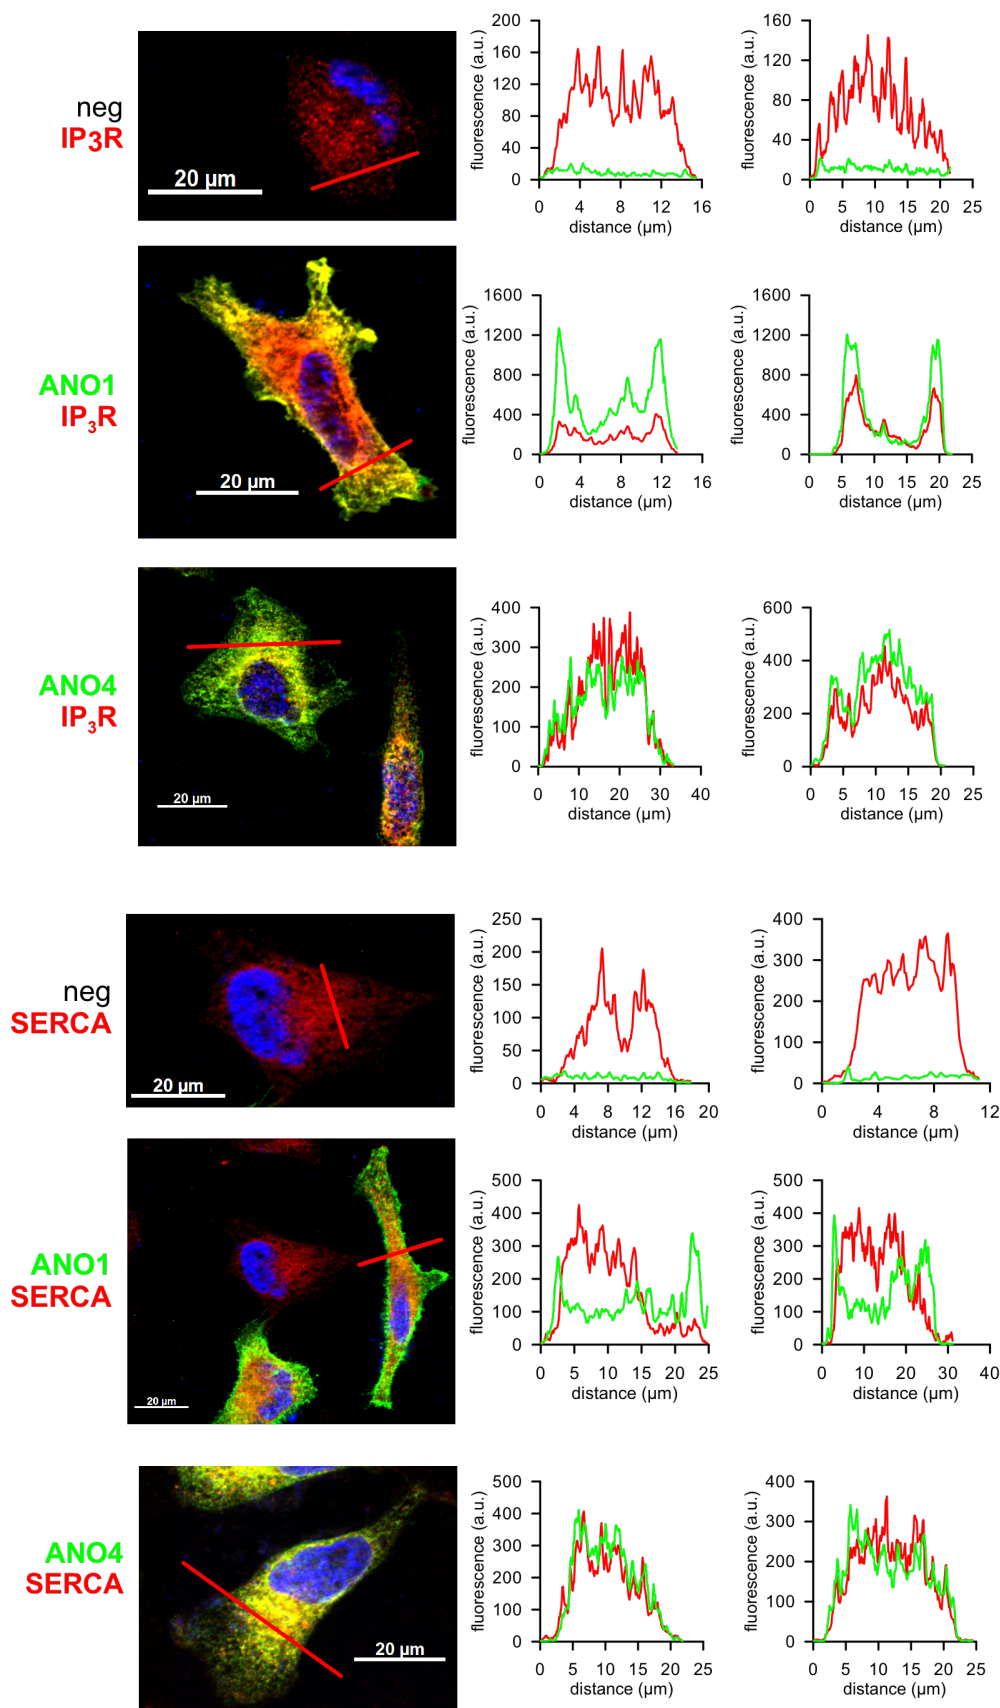 neg
IP3R
20 µm
fluorescence (a.u.)
200
160
120
80
40
0
0 4 8 12 16
distance (µm)
fluorescence (a.u.)
160
120
80
40
0
0 5 10 15 20 25
distance (µm)
ANO1
IP3R
20 µm
fluorescence (a.u.)
1600
1200
800
400
0
0 4 8 12 16
distance (µm)
fluorescence (a.u.)
1600
1200
800
400
0
0 5 10 15 20 25
distance (µm)
ANO4
IP3R
20 µm
fluorescence (a.u.)
400
300
200
100
0
0 10 20 30 40
distance (µm)
fluorescence (a.u.)
600
400
200
0
0 5 10 15 20 25
distance (µm)
neg
SERCA
20 µm
fluorescence (a.u.)
250
200
150
100
50
0
0 4 8 12 16 20
distance (µm)
fluorescence (a.u.)
400
300
200
100
0
0 4 8 12
distance (µm)
ANO1
SERCA
20 µm
fluorescence (a.u.)
500
400
300
200
100
0
0 5 10 15 20 25
distance (µm)
fluorescence (a.u.)
500
400
300
200
100
0
0 10 20 30 40
distance (µm)
ANO4
SERCA
20 µm
fluorescence (a.u.)
500
400
300
200
100
0
0 5 10 15 20 25
distance (µm)
fluorescence (a.u.)
400
300
200
100
0
0 5 10 15 20 25
distance (µm)